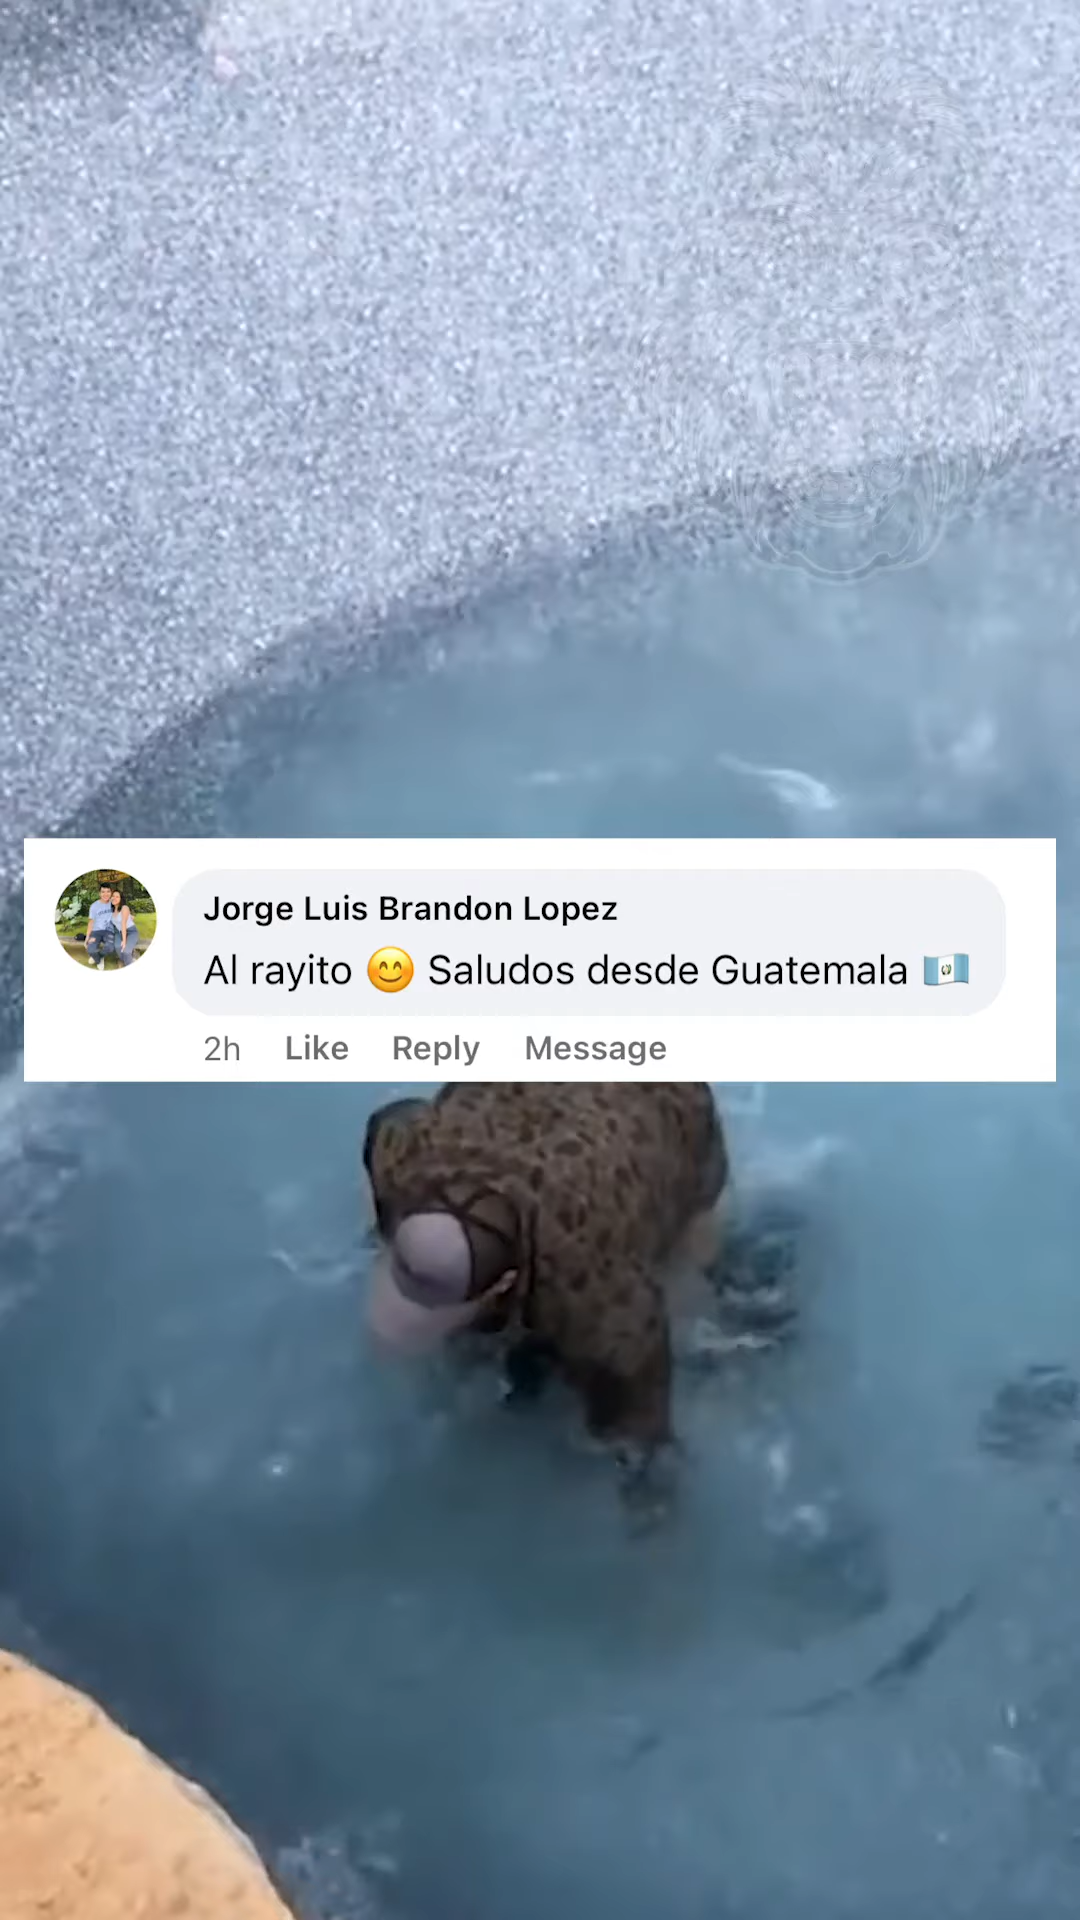 Jorge Luis Brandon Lopez
Al rayito 😊 Saludos desde Guatemala 🇬🇹
2h Like Reply Message